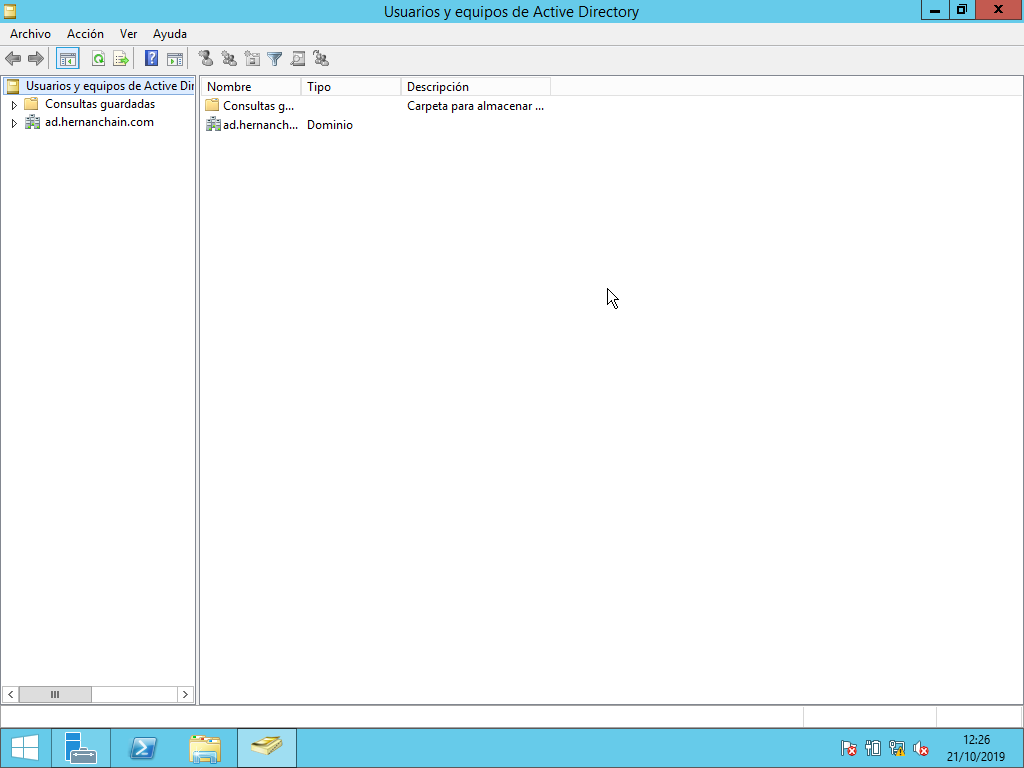 Usuarios y equipos de Active Directory
Archivo Acción Ver Ayuda
Usuarios y equipos de Active Dir
Consultas guardadas
ad.hernanchain.com
Nombre Tipo Descripción
Consultas g... Carpeta para almacenar ...
ad.hernanch... Dominio
12:26
21/10/2019